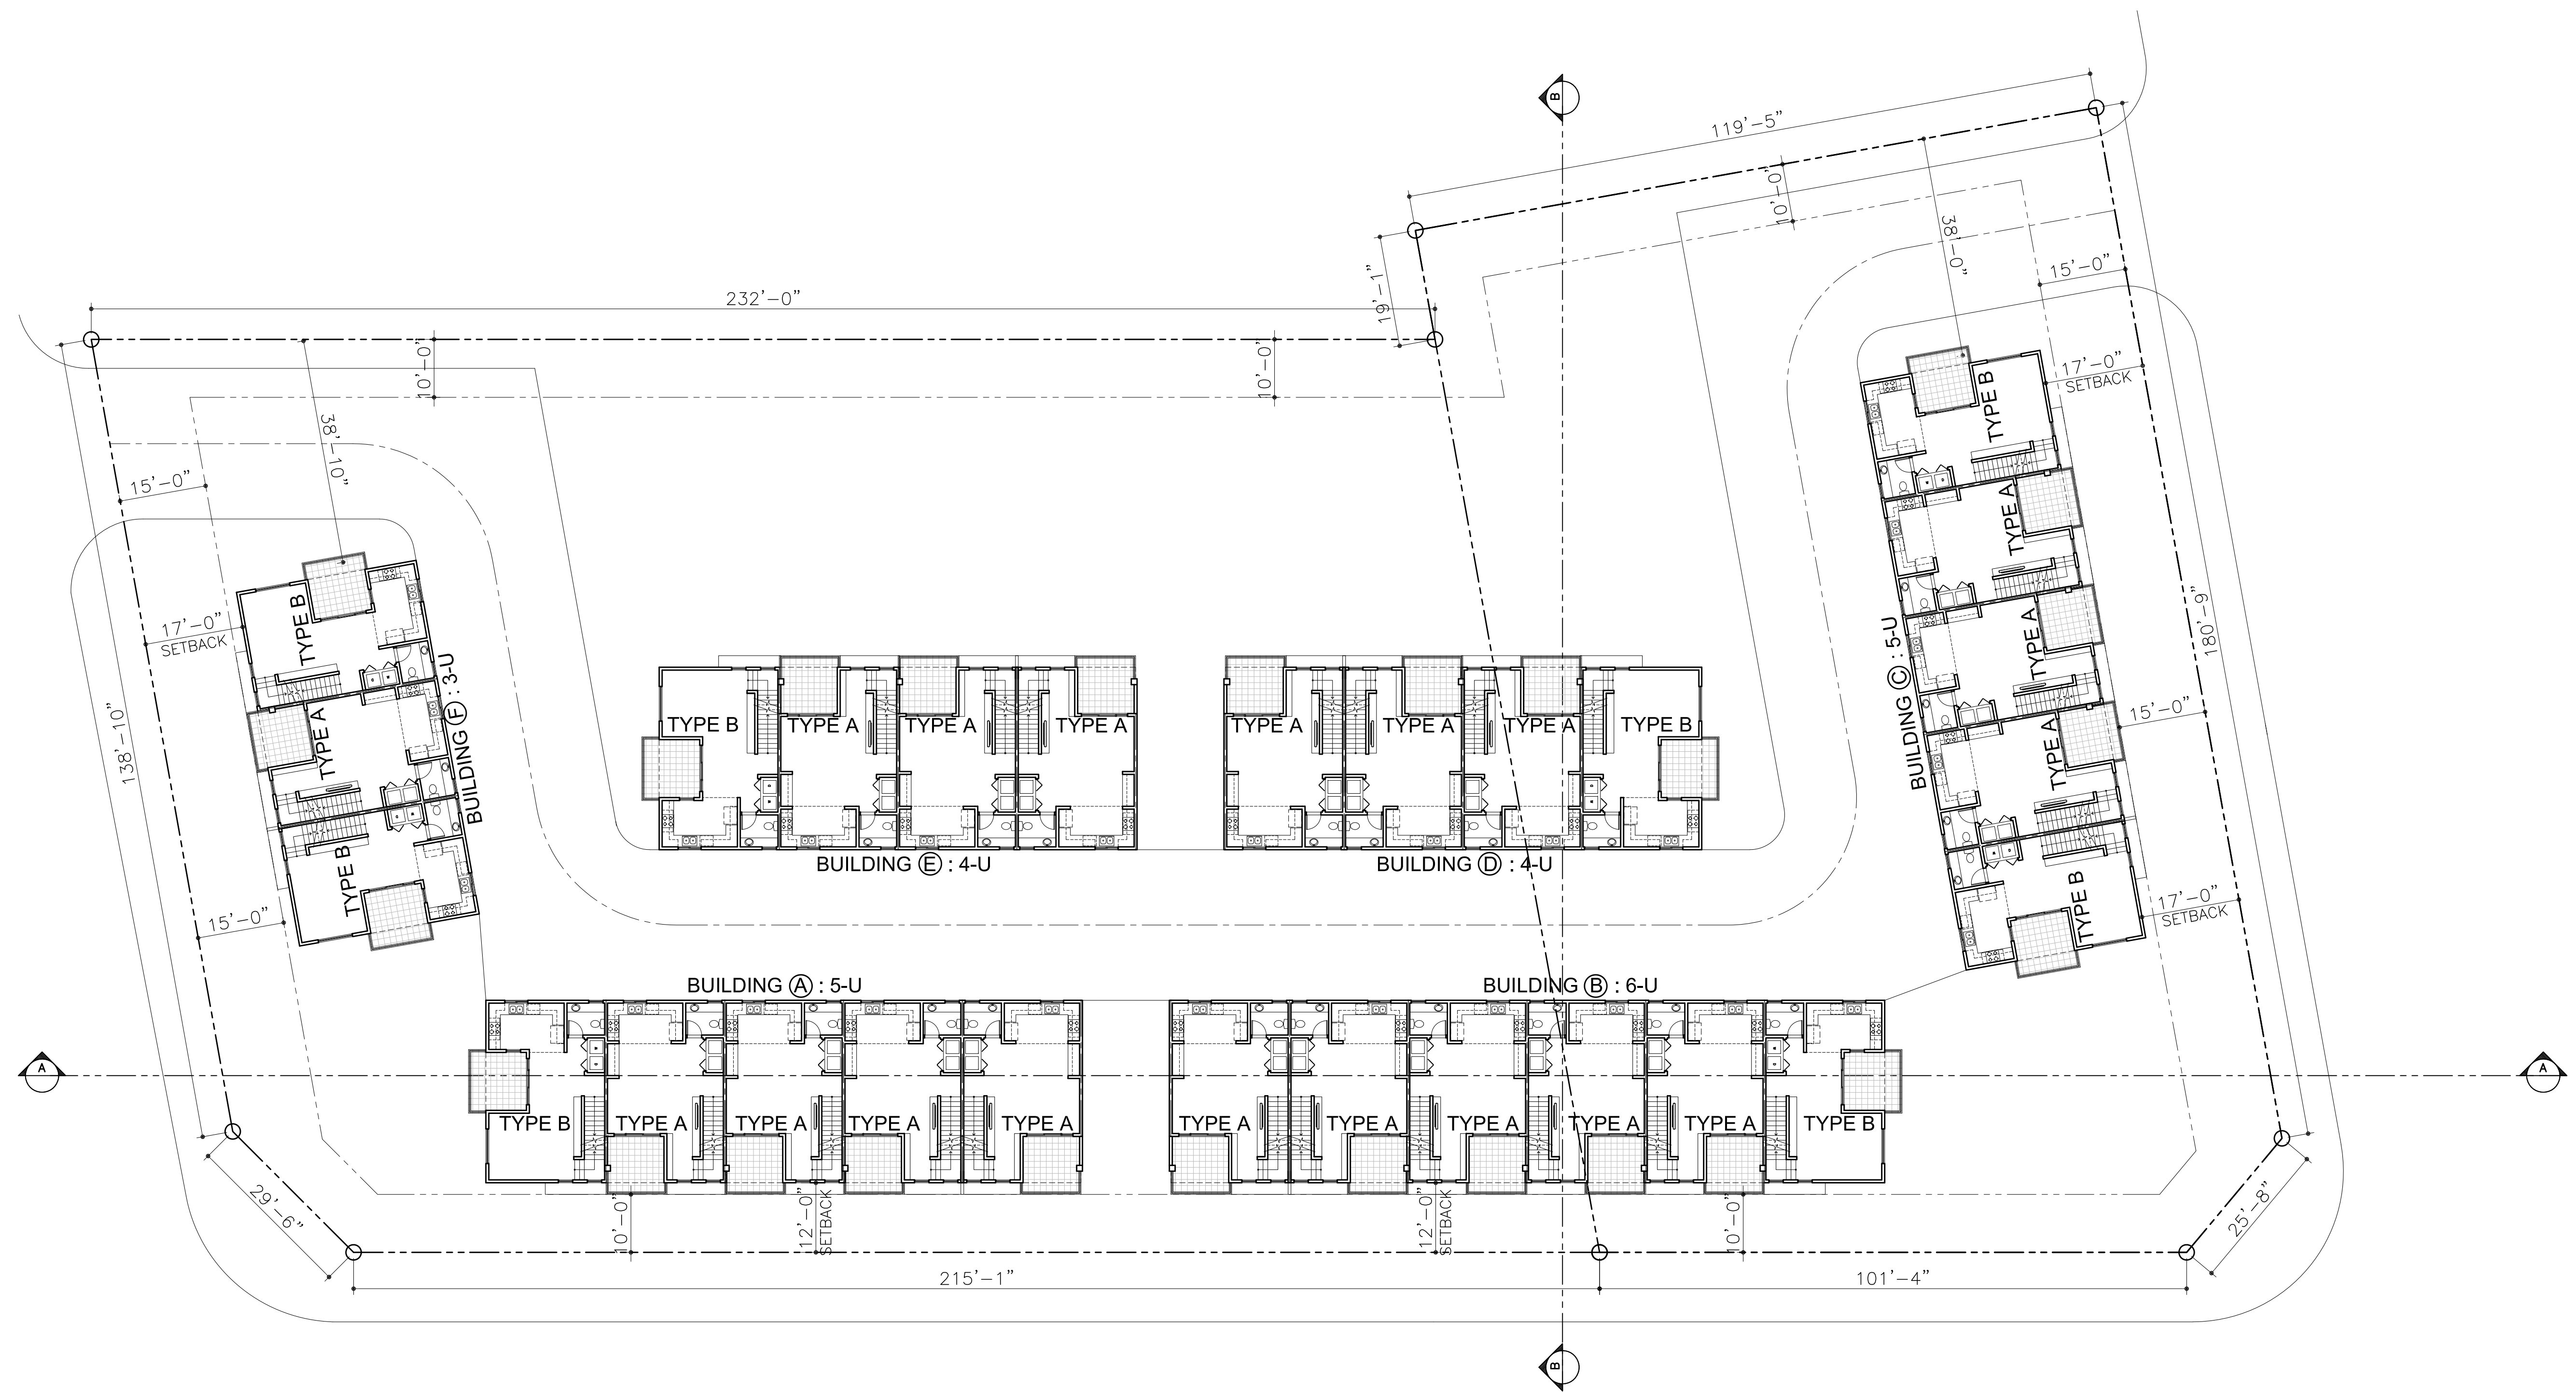 B
119'-5"
10'-0"
38'-0"
15'-0"
19'-1"
232'-0"
10'-0"
10'-0"
38'-10"
15'-0"
17'-0"
SETBACK
TYPE B
TYPE A
TYPE A
TYPE A
TYPE B
BUILDING C : 5-U
180'-9"
15'-0"
17'-0"
SETBACK
17'-0"
SETBACK
TYPE B
TYPE A
TYPE B
BUILDING F : 3-U
138'-10"
15'-0"
TYPE B
TYPE A
TYPE A
TYPE A
BUILDING E : 4-U
TYPE A
TYPE A
TYPE A
TYPE B
BUILDING D : 4-U
BUILDING A : 5-U
BUILDING B : 6-U
A
A
TYPE B
TYPE A
TYPE A
TYPE A
TYPE A
TYPE A
TYPE A
TYPE A
TYPE A
TYPE A
TYPE B
10'-0"
12'-0"
SETBACK
12'-0"
SETBACK
10'-0"
29'-6"
25'-8"
215'-1"
101'-4"
B